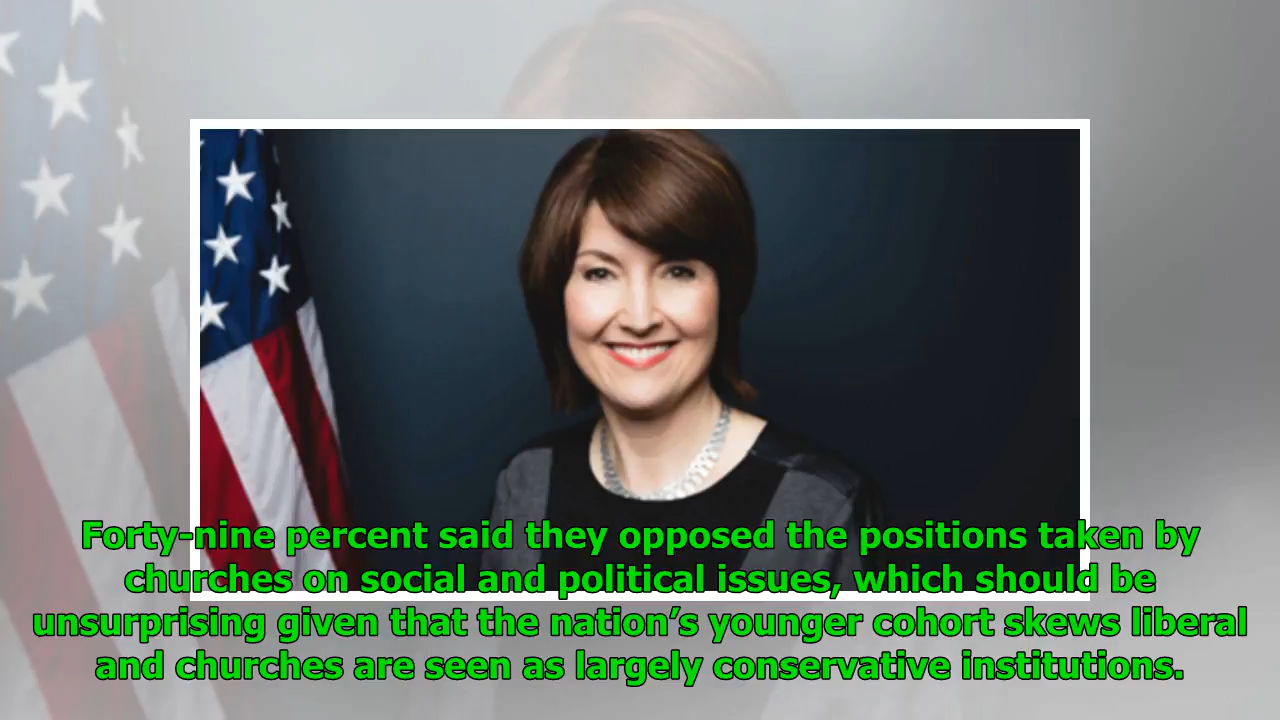 Forty-nine percent said they opposed the positions taken by
churches on social and political issues, which should be
unsurprising given that the nation’s younger cohort skews liberal
and churches are seen as largely conservative institutions.